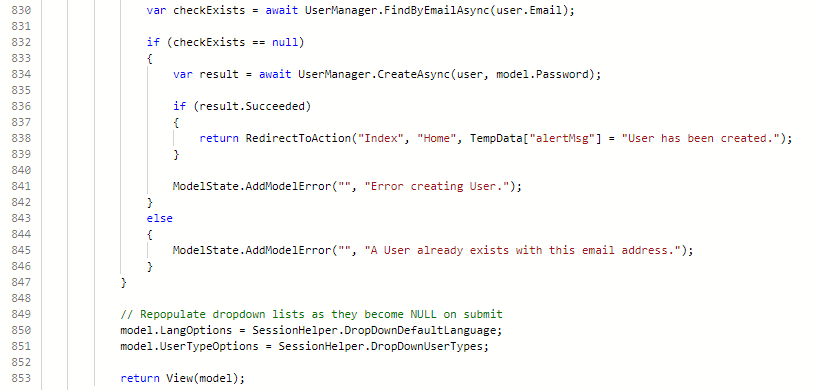 830 var checkExists = await UserManager.FindByEmailAsync(user.Email);
831
832 if (checkExists == null)
833 {
834 var result = await UserManager.CreateAsync(user, model.Password);
835
836 if (result.Succeeded)
837 {
838 return RedirectToAction("Index", "Home", TempData["alertMsg"] = "User has been created.");
839 }
840
841 ModelState.AddModelError("", "Error creating User.");
842 }
843 else
844 {
845 ModelState.AddModelError("", "A User already exists with this email address.");
846 }
847 }
848
849 // Repopulate dropdown lists as they become NULL on submit
850 model.LangOptions = SessionHelper.DropDownDefaultLanguage;
851 model.UserTypeOptions = SessionHelper.DropDownUserTypes;
852
853 return View(model);